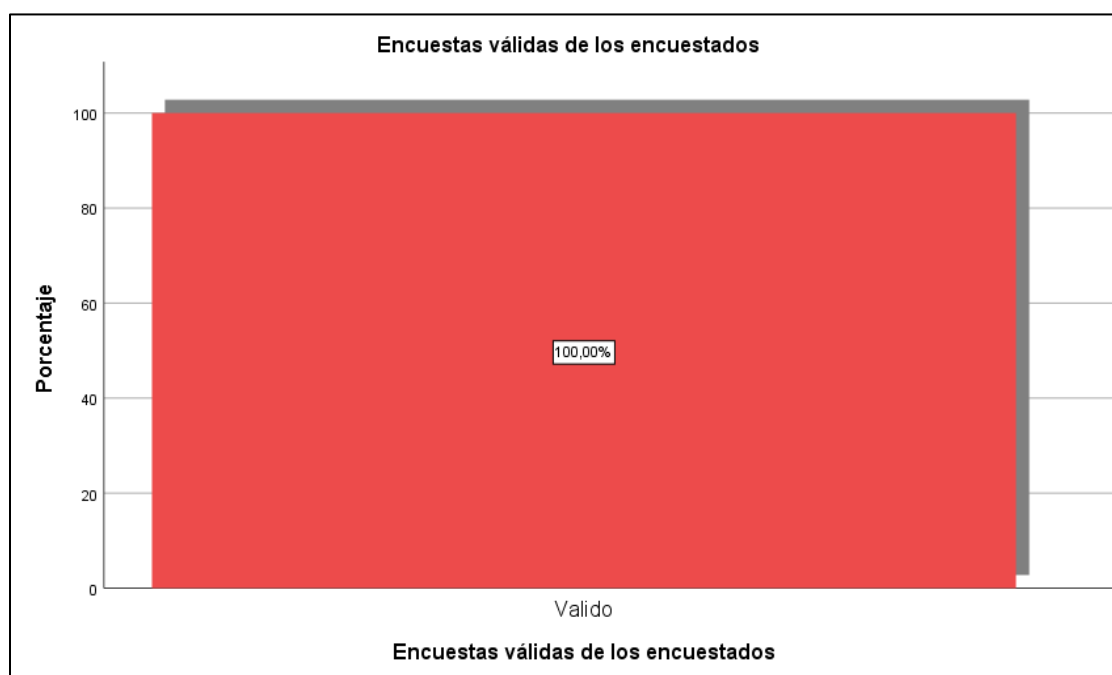 Encuestas válidas de los encuestados
Porcentaje
100
80
60
40
20
0
100,00%
Valido
Encuestas válidas de los encuestados